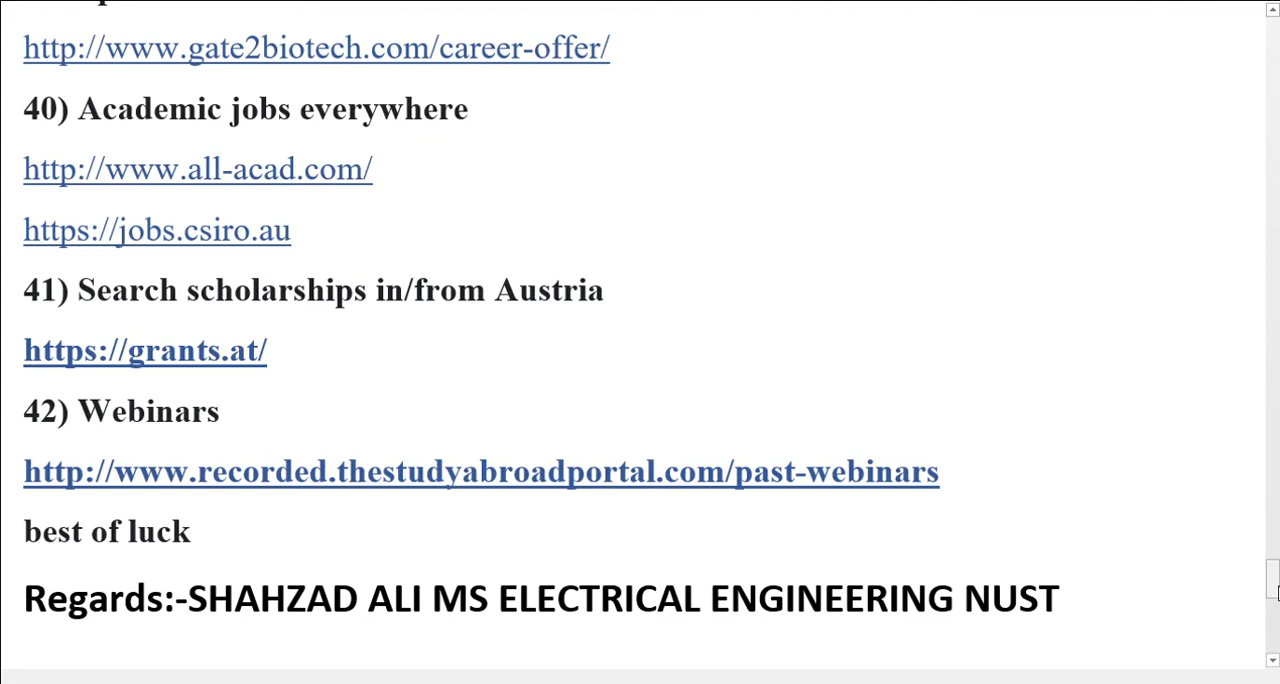 http://www.gate2biotech.com/career-offer/
40) Academic jobs everywhere
http://www.all-acad.com/
https://jobs.csiro.au
41) Search scholarships in/from Austria
https://grants.at/
42) Webinars
http://www.recorded.thestudyabroadportal.com/past-webinars
best of luck
Regards:-SHAHZAD ALI MS ELECTRICAL ENGINEERING NUST